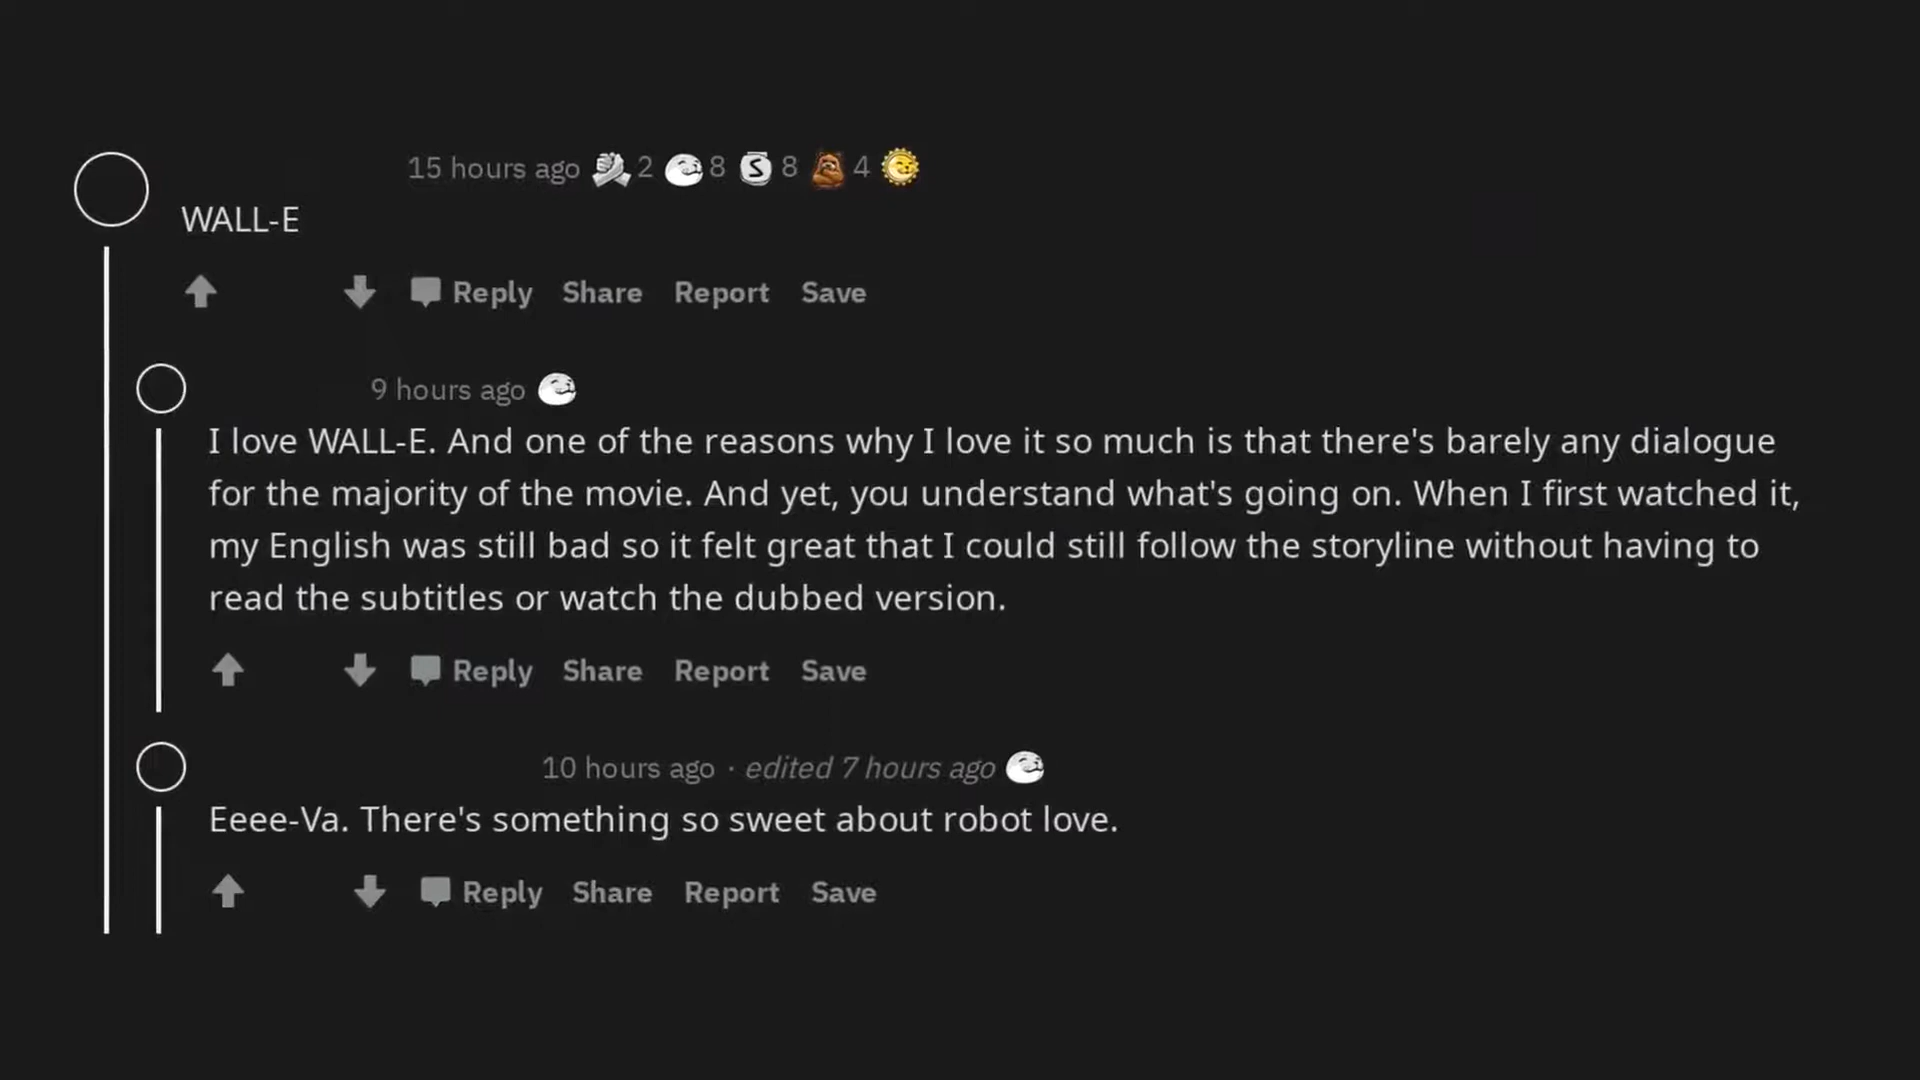 15 hours ago 2 8 8 4
WALL-E
Reply Share Report Save
9 hours ago
I love WALL-E. And one of the reasons why I love it so much is that there's barely any dialogue
for the majority of the movie. And yet, you understand what's going on. When I first watched it,
my English was still bad so it felt great that I could still follow the storyline without having to
read the subtitles or watch the dubbed version.
Reply Share Report Save
10 hours ago · edited 7 hours ago
Eeee-Va. There's something so sweet about robot love.
Reply Share Report Save